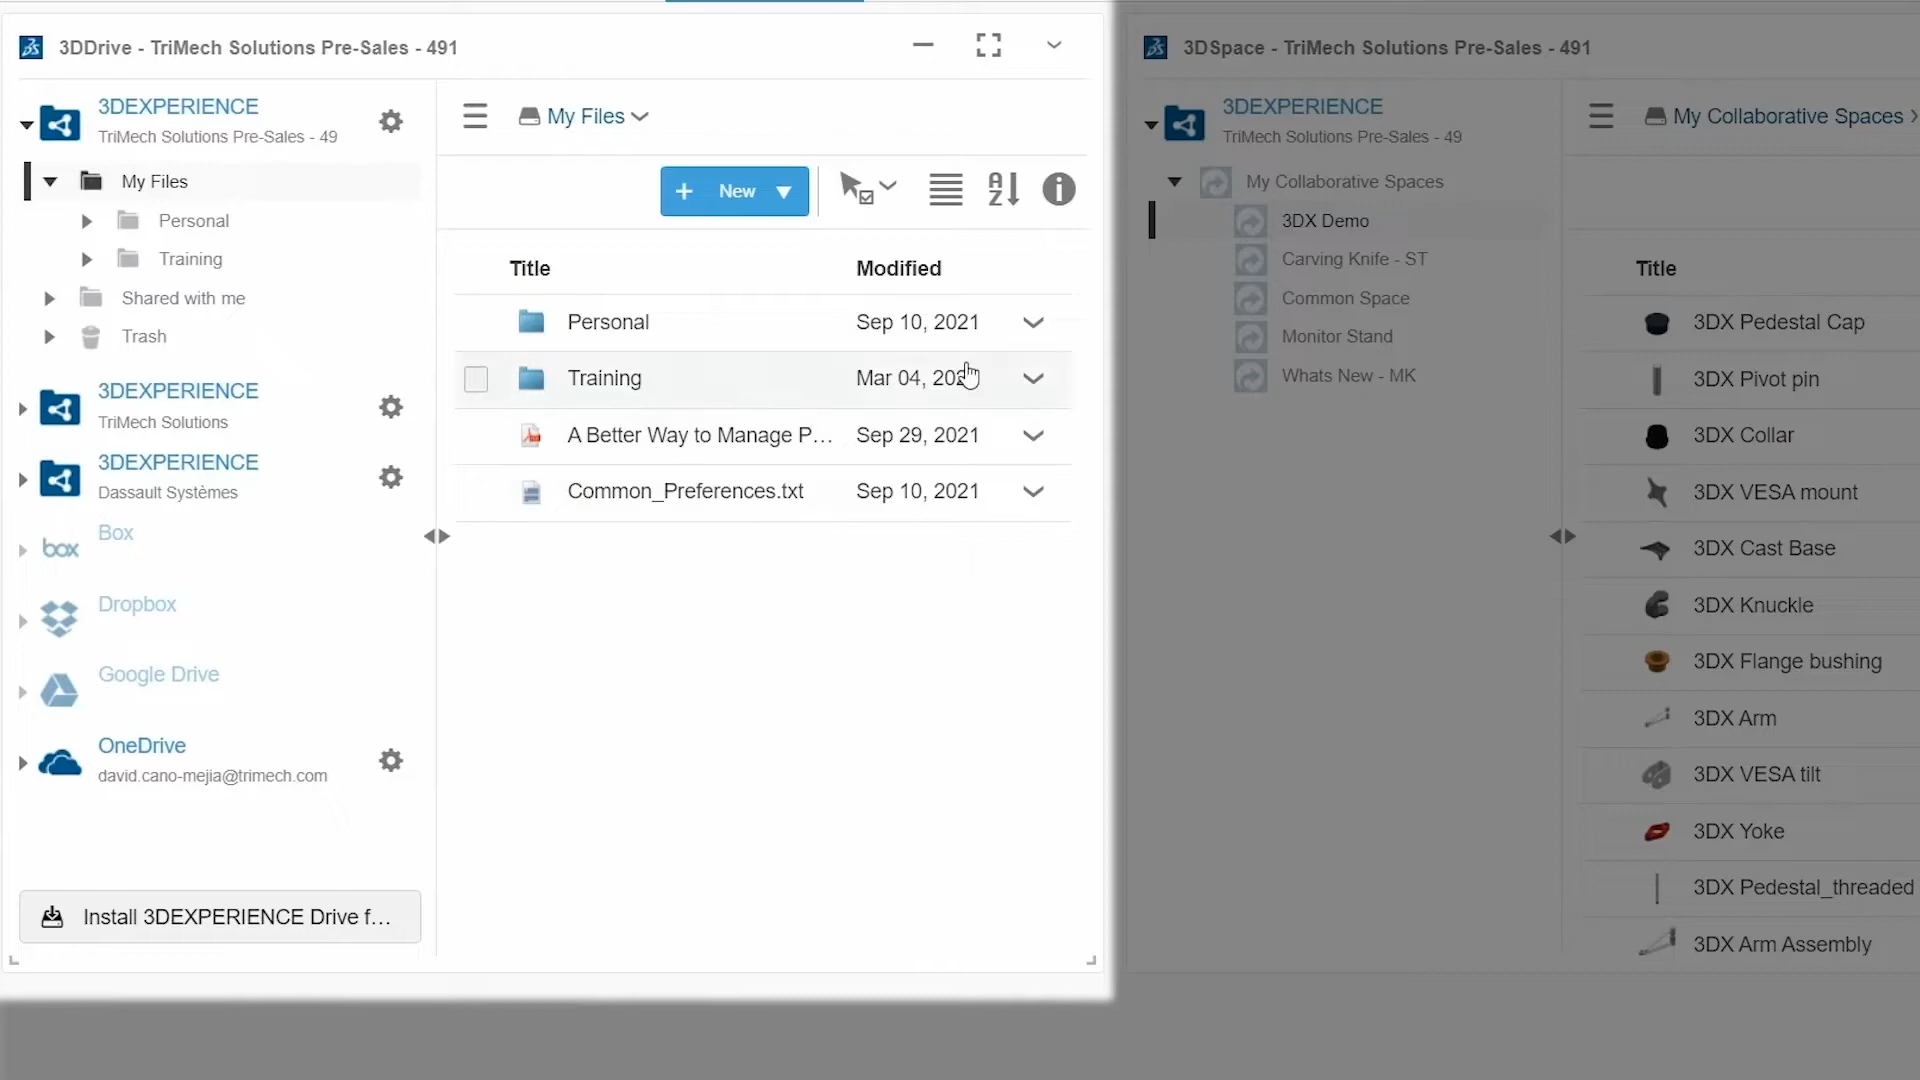 3DDrive - TriMech Solutions Pre-Sales - 491
3DEXPERIENCE
TriMech Solutions Pre-Sales - 49
My Files
Personal
Training
Shared with me
Trash
3DEXPERIENCE
TriMech Solutions
3DEXPERIENCE
Dassault Systèmes
box
Box
Dropbox
Google Drive
OneDrive
david.cano-mejia@trimech.com
Install 3DEXPERIENCE Drive f...
My Files
+ New
Title Modified
Personal Sep 10, 2021
Training Mar 04,
A Better Way to Manage P... Sep 29, 2021
Common_Preferences.txt Sep 10, 2021
3DSpace - TriMech Solutions Pre-Sales - 491
3DEXPERIENCE
TriMech Solutions Pre-Sales - 49
My Collaborative Spaces
3DX Demo
Carving Knife - ST
Common Space
Monitor Stand
Whats New - MK
My Collaborative Spaces
Title
3DX Pedestal Cap
3DX Pivot pin
3DX Collar
3DX VESA mount
3DX Cast Base
3DX Knuckle
3DX Flange bushing
3DX Arm
3DX VESA tilt
3DX Yoke
3DX Pedestal_threaded
3DX Arm Assembly